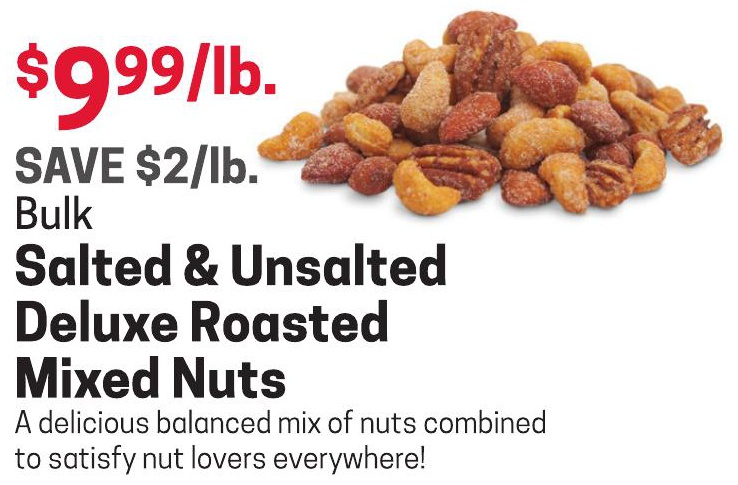 $9.99/lb.
SAVE $2/lb.
Bulk
Salted & Unsalted
Deluxe Roasted
Mixed Nuts
A delicious balanced mix of nuts combined
to satisfy nut lovers everywhere!